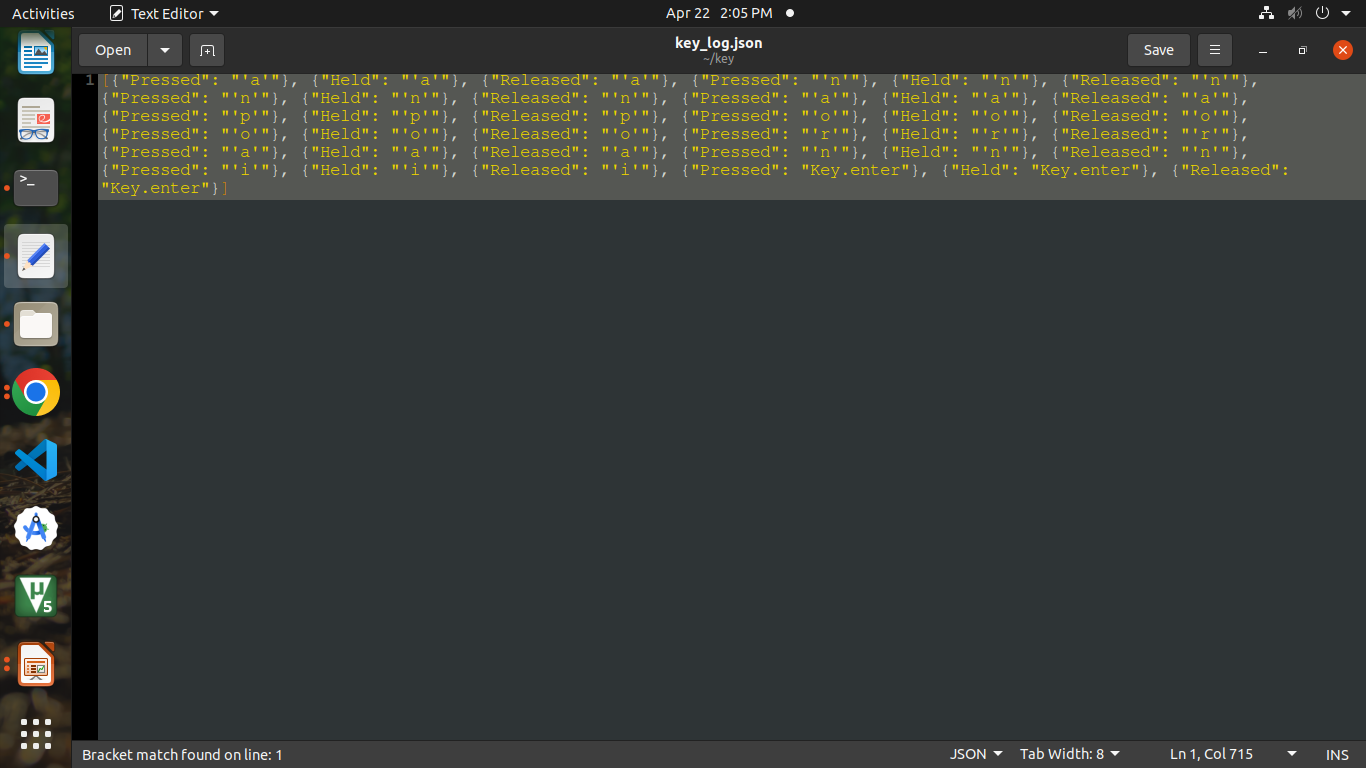 Activities Text Editor Apr 22 2:05 PM
Open key_log.json Save
~/key
1 [{"Pressed": "'a'"}, {"Held": "'a'"}, {"Released": "'a'"}, {"Pressed": "'n'"}, {"Held": "'n'"}, {"Released": "'n'"},
{"Pressed": "'n'"}, {"Held": "'n'"}, {"Released": "'n'"}, {"Pressed": "'a'"}, {"Held": "'a'"}, {"Released": "'a'"},
{"Pressed": "'p'"}, {"Held": "'p'"}, {"Released": "'p'"}, {"Pressed": "'o'"}, {"Held": "'o'"}, {"Released": "'o'"},
{"Pressed": "'o'"}, {"Held": "'o'"}, {"Released": "'o'"}, {"Pressed": "'r'"}, {"Held": "'r'"}, {"Released": "'r'"},
{"Pressed": "'a'"}, {"Held": "'a'"}, {"Released": "'a'"}, {"Pressed": "'n'"}, {"Held": "'n'"}, {"Released": "'n'"},
{"Pressed": "'i'"}, {"Held": "'i'"}, {"Released": "'i'"}, {"Pressed": "Key.enter"}, {"Held": "Key.enter"}, {"Released":
"Key.enter"}]
>_
µ
5
Bracket match found on line: 1 JSON Tab Width: 8 Ln 1, Col 715 INS